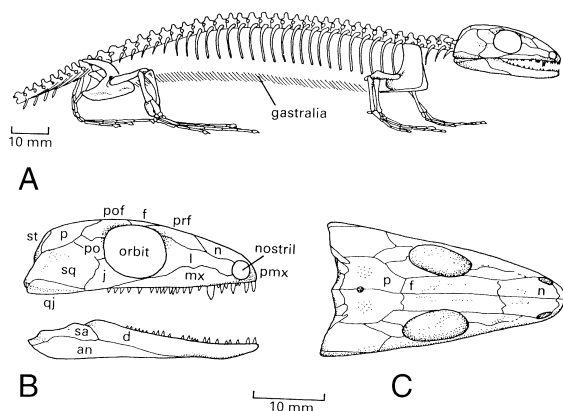 gastralia
10 mm
A
pof f prf
st p po orbit l n nostril
sq j mx pmx
qj
sa d
an
B
10 mm
p f n
C